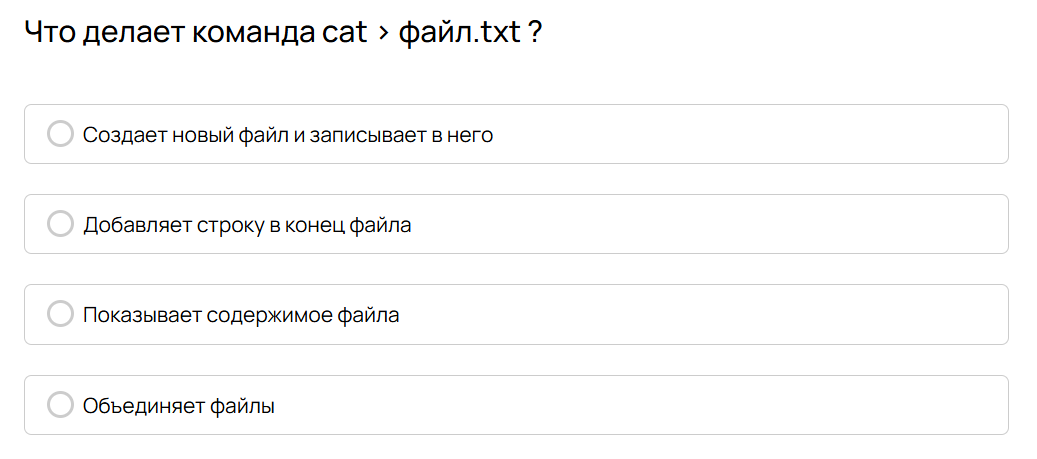 Что делает команда cat > файл.txt ?
Создает новый файл и записывает в него
Добавляет строку в конец файла
Показывает содержимое файла
Объединяет файлы